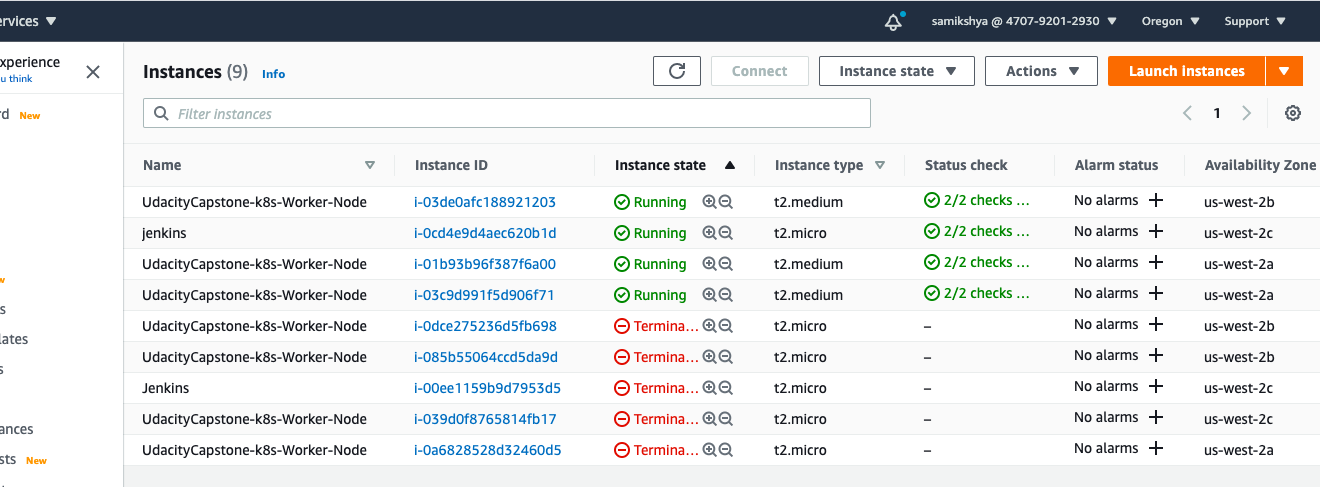 ervices ▼ samikshya @ 4707-9201-2930 ▼ Oregon ▼ Support ▼
xperience
u think
Instances (9) Info Connect Instance state ▼ Actions ▼ Launch Instances ▼
rd New
Filter instances 1
Name Instance ID Instance state Instance type Status check Alarm status Availability Zone
UdacityCapstone-k8s-Worker-Node i-03de0afc188921203 Running t2.medium 2/2 checks … No alarms + us-west-2b
jenkins i-0cd4e9d4aec620b1d Running t2.micro 2/2 checks … No alarms + us-west-2c
UdacityCapstone-k8s-Worker-Node i-01b93b96f387f6a00 Running t2.medium 2/2 checks … No alarms + us-west-2a
w
UdacityCapstone-k8s-Worker-Node i-03c9d991f5d906f71 Running t2.medium 2/2 checks … No alarms + us-west-2a
s
UdacityCapstone-k8s-Worker-Node i-0dce275236d5fb698 Termina… t2.micro – No alarms + us-west-2b
lates
UdacityCapstone-k8s-Worker-Node i-085b55064ccd5da9d Termina… t2.micro – No alarms + us-west-2b
s
Jenkins i-00ee1159b9d7953d5 Termina… t2.micro – No alarms + us-west-2c
UdacityCapstone-k8s-Worker-Node i-039d0f8765814fb17 Termina… t2.micro – No alarms + us-west-2c
ances
UdacityCapstone-k8s-Worker-Node i-0a6828528d32460d5 Termina… t2.micro – No alarms + us-west-2a
sts New